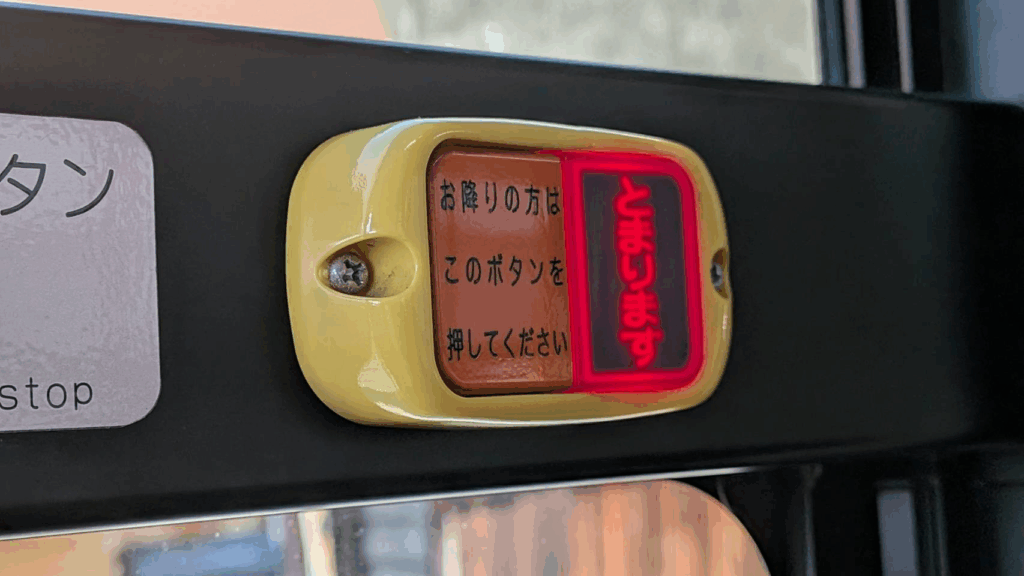 タン
stop
お降りの方は
このボタンを
押してください
とまります